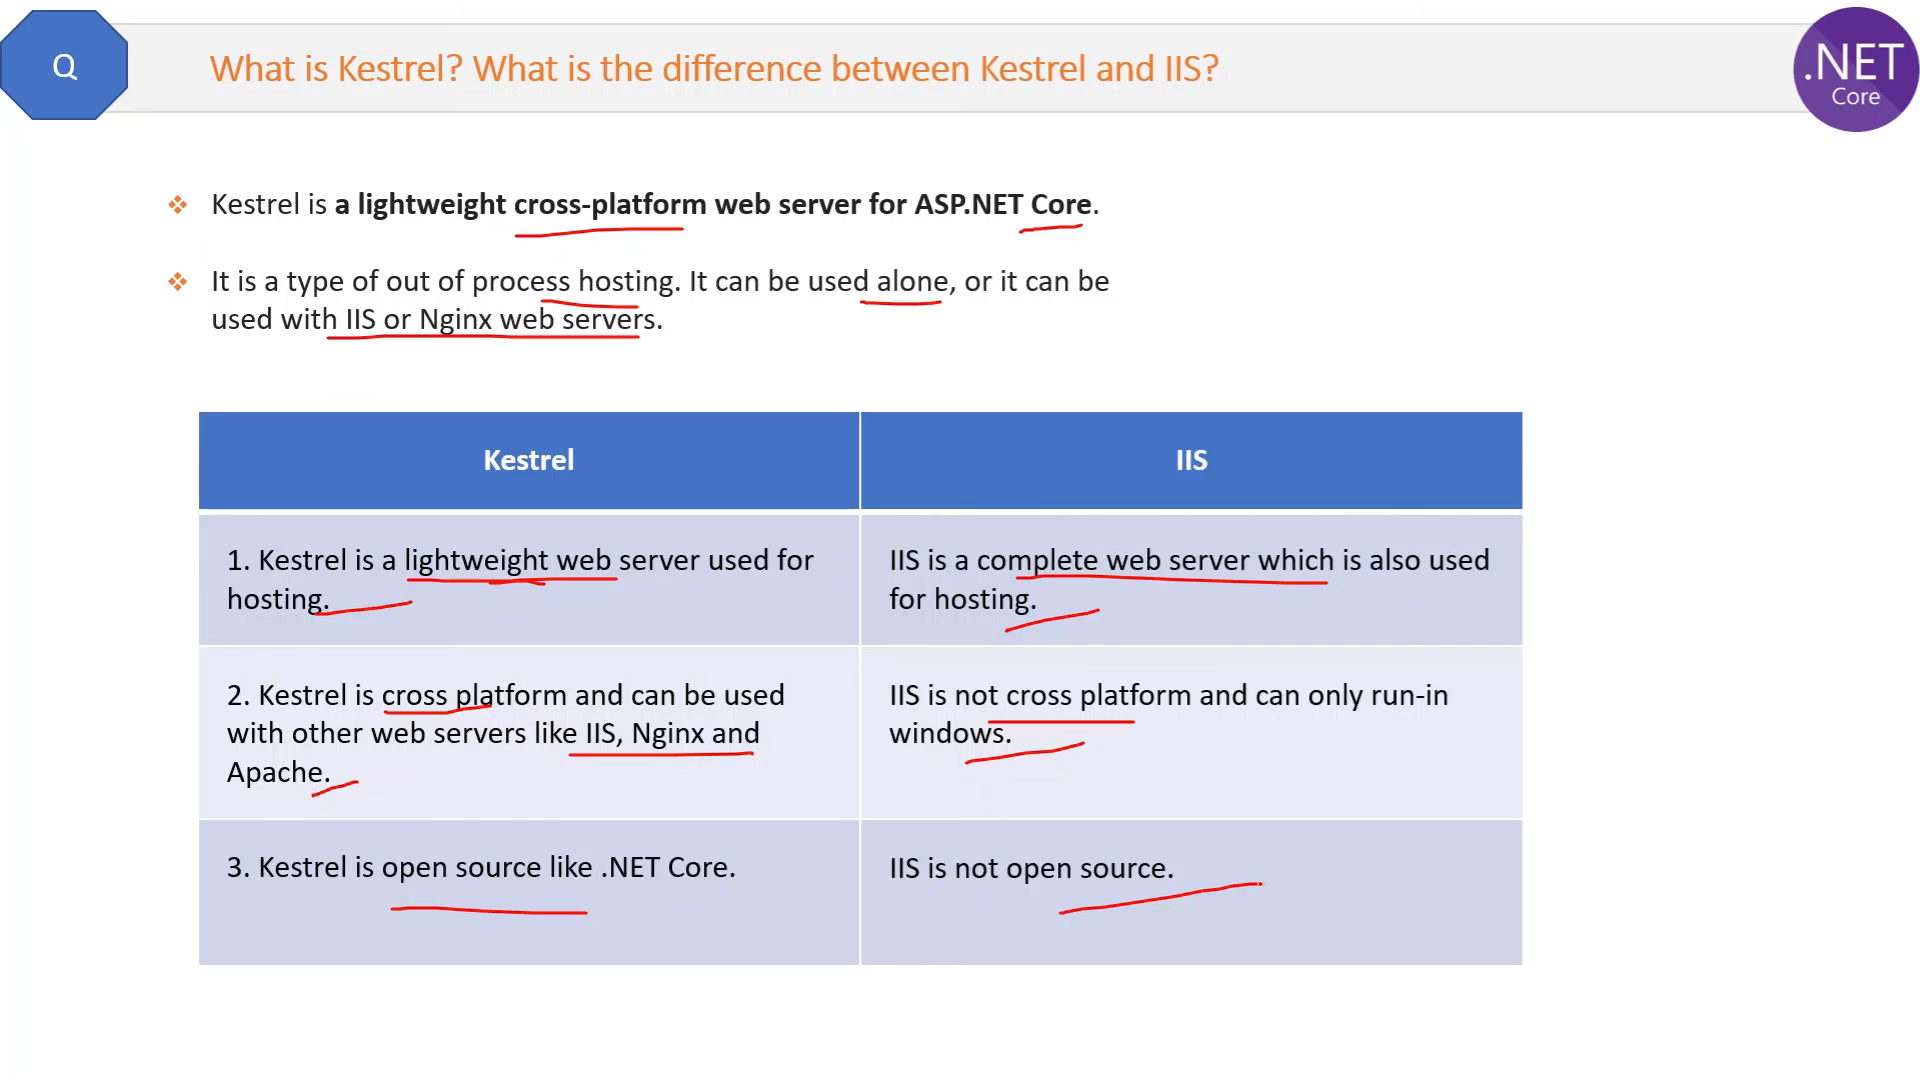 Q
What is Kestrel? What is the difference between Kestrel and IIS?
.NET
Core
Kestrel is a lightweight cross-platform web server for ASP.NET Core.
It is a type of out of process hosting. It can be used alone, or it can be
used with IIS or Nginx web servers.
Kestrel
IIS
1. Kestrel is a lightweight web server used for
hosting.
IIS is a complete web server which is also used
for hosting.
2. Kestrel is cross platform and can be used
with other web servers like IIS, Nginx and
Apache.
IIS is not cross platform and can only run-in
windows.
3. Kestrel is open source like .NET Core.
IIS is not open source.